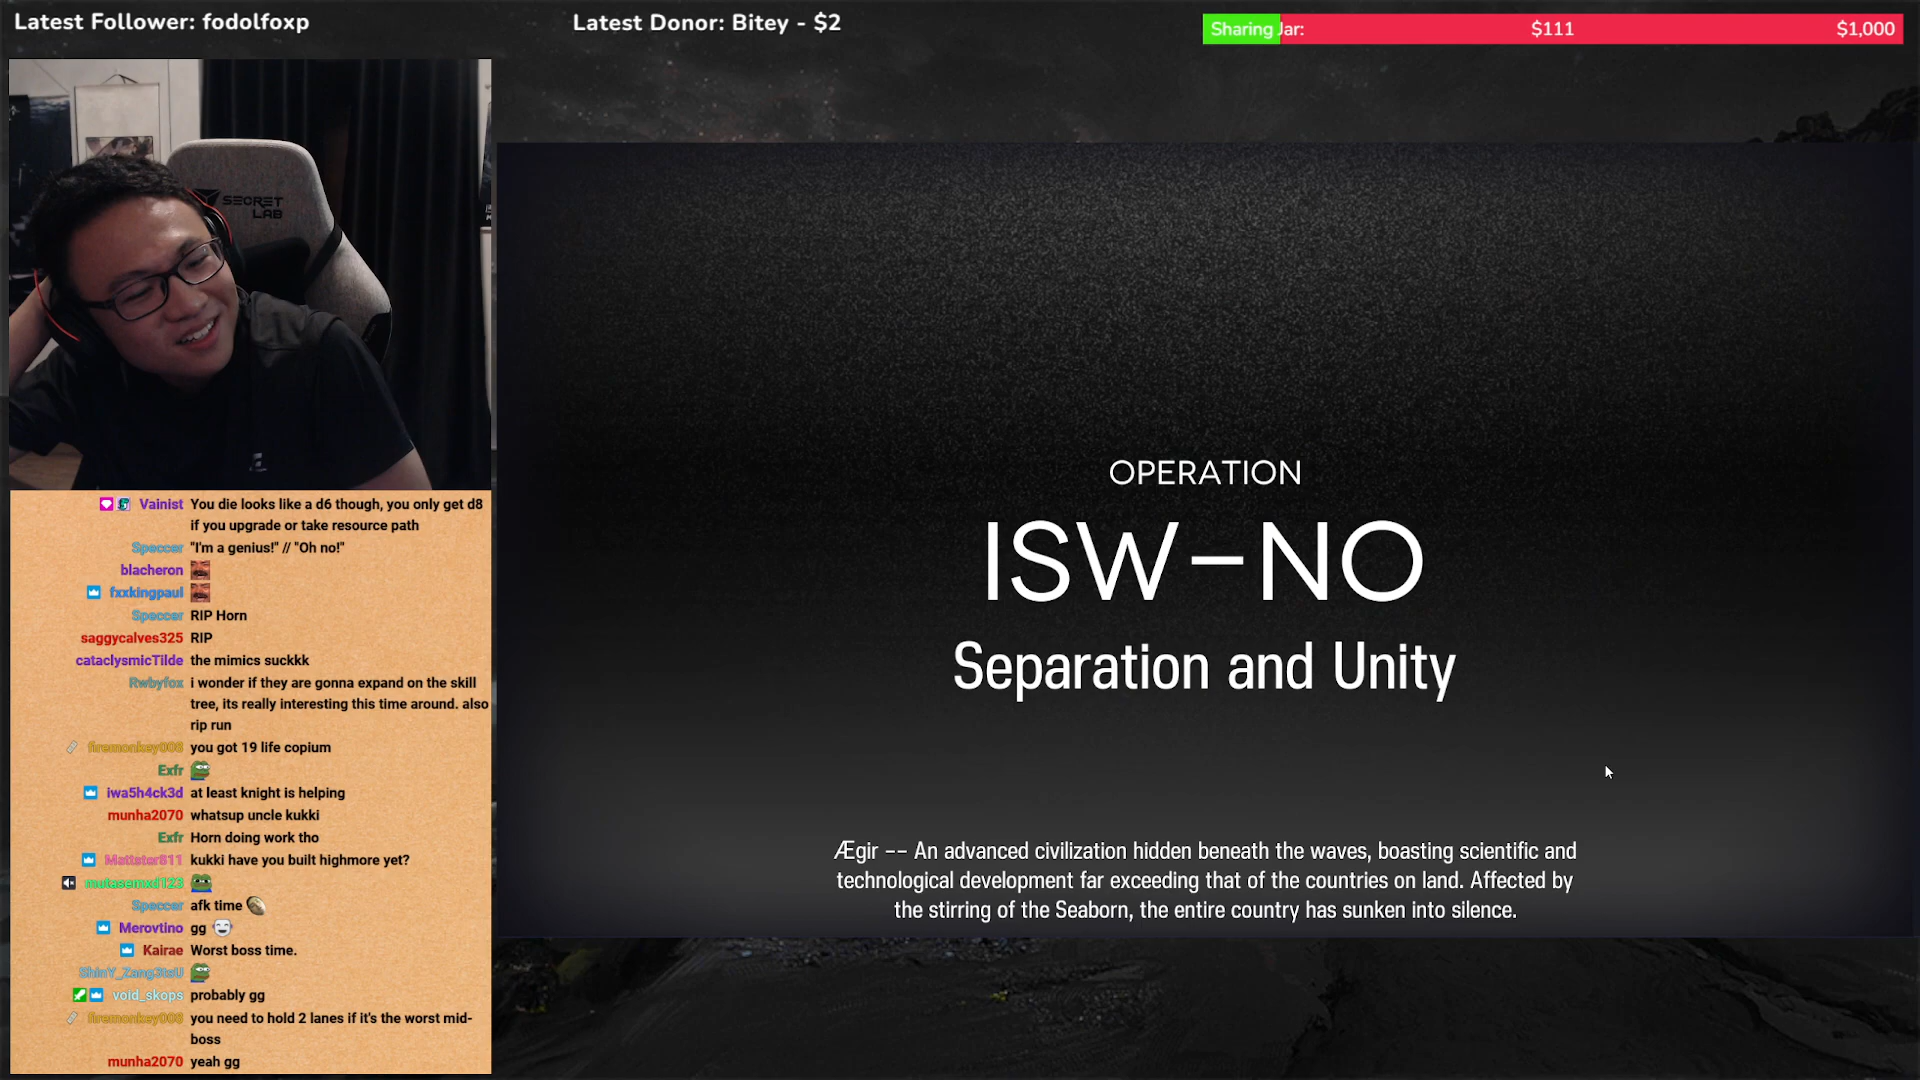 Latest Follower: fodolfoxp
Latest Donor: Bitey - $2
Sharing Jar: $111 $1,000
SECRET
LAB
OPERATION
ISW-NO
Separation and Unity
Ægir -- An advanced civilization hidden beneath the waves, boasting scientific and
technological development far exceeding that of the countries on land. Affected by
the stirring of the Seaborn, the entire country has sunken into silence.
Vainist You die looks like a d6 though, you only get d8
if you upgrade or take resource path
Speccer "I'm a genius!" // "Oh no!"
blacheron
fxxkingpaul
Speccer RIP Horn
saggycalves325 RIP
cataclysmicTilde the mimics suckkk
Rwbyfox i wonder if they are gonna expand on the skill
tree, its really interesting this time around. also
rip run
firemonkey008 you got 19 life copium
Exfr
iwa5h4ck3d at least knight is helping
munha2070 whatsup uncle kukki
Exfr Horn doing work tho
Mattster811 kukki have you built highmore yet?
mutasemxd123
Speccer afk time
Merovtino gg
Kairae Worst boss time.
ShinY_Zang3tsU
void_skops probably gg
firemonkey008 you need to hold 2 lanes if it's the worst mid-
boss
munha2070 yeah gg